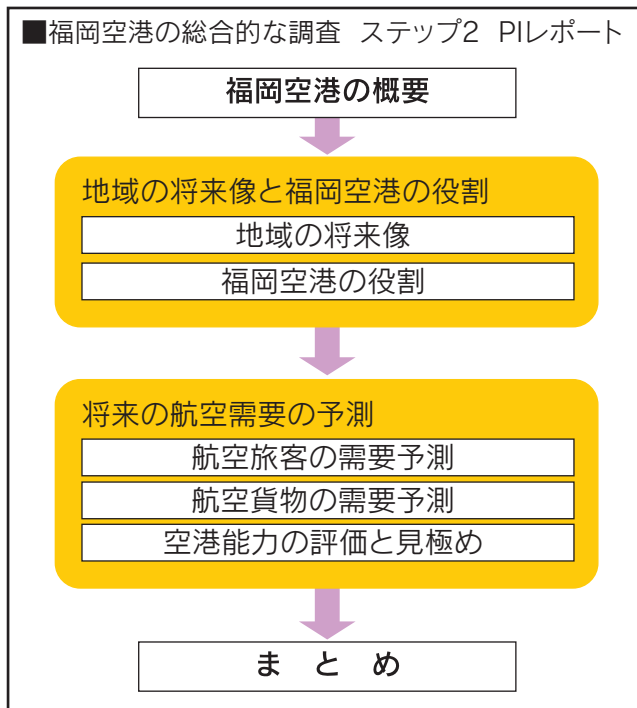 ■福岡空港の総合的な調査 ステップ2 PIレポート
福岡空港の概要
地域の将来像と福岡空港の役割
地域の将来像
福岡空港の役割
将来の航空需要の予測
航空旅客の需要予測
航空貨物の需要予測
空港能力の評価と見極め
ま と め